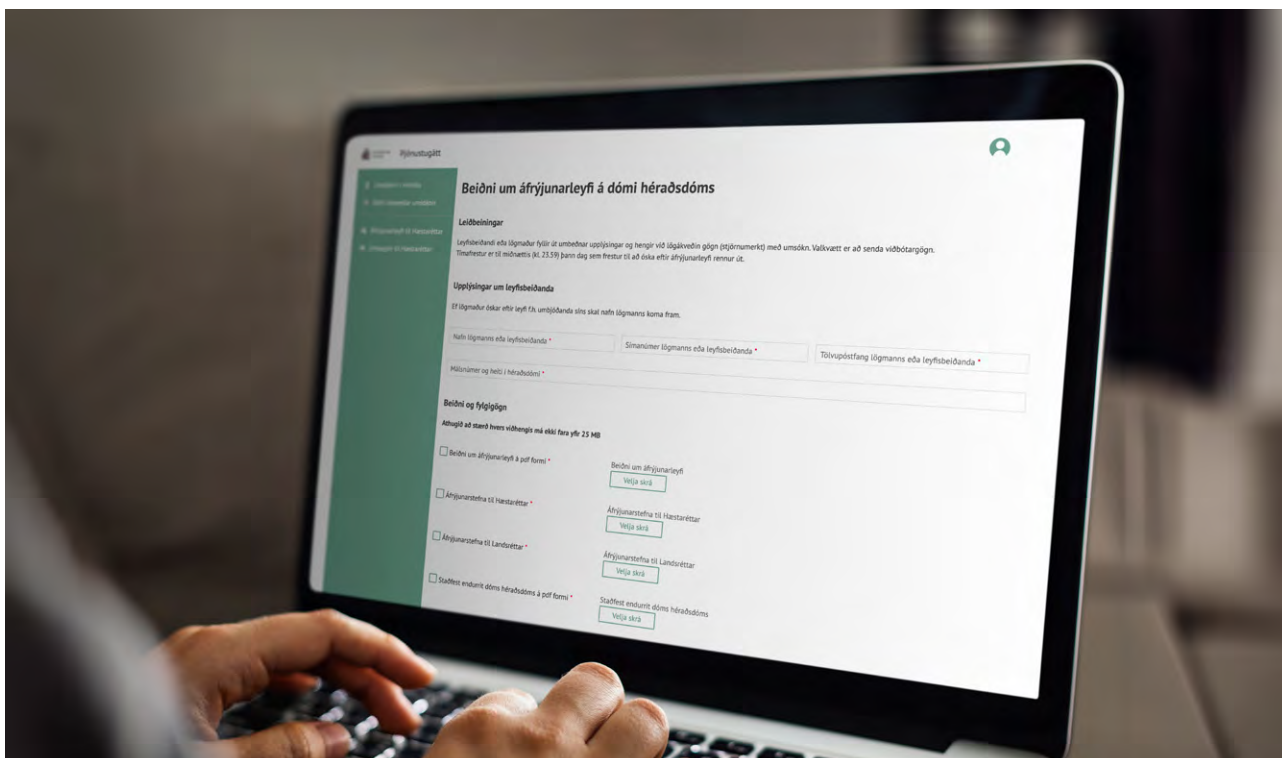 Þjónustugátt
Beiðni um áfrýjunarleyfi á dómi héraðsdóms
Leiðbeiningar
Leyfisbeiðandi eða lögmaður fyllir út umbeðnar upplýsingar og hengir við lögákveðin gögn (stjörnumerkt) með umsókn. Valkvætt er að senda viðbótargögn.
Tímafrestur er til miðnættis (kl. 23.59) þann dag sem frestur til að óska eftir áfrýjunarleyfi rennur út.
Áfrýjunarleyfi til Hæstaréttar
Upplýsingar um leyfisbeiðanda
Ef lögmaður óskar eftir leyfi f.h. umbjóðanda síns skal nafn lögmanns koma fram.
Nafn lögmanns eða leyfisbeiðanda *
Símanúmer lögmanns eða leyfisbeiðanda *
Tölvupóstfang lögmanns eða leyfisbeiðanda *
Málsnúmer og heiti í héraðsdómi *
Beiðni og fylgigögn
Athugið að stærð hvers viðhengis má ekki fara yfir 25 MB
Beiðni um áfrýjunarleyfi á pdf formi *
Beiðni um áfrýjunarleyfi
Velja skrá
Áfrýjunarstefna til Hæstaréttar *
Áfrýjunarstefna til Hæstaréttar
Velja skrá
Áfrýjunarstefna til Landsréttar *
Áfrýjunarstefna til Landsréttar
Velja skrá
Staðfest endurrit dóms héraðsdóms á pdf formi *
Staðfest endurrit dóms héraðsdóms
Velja skrá